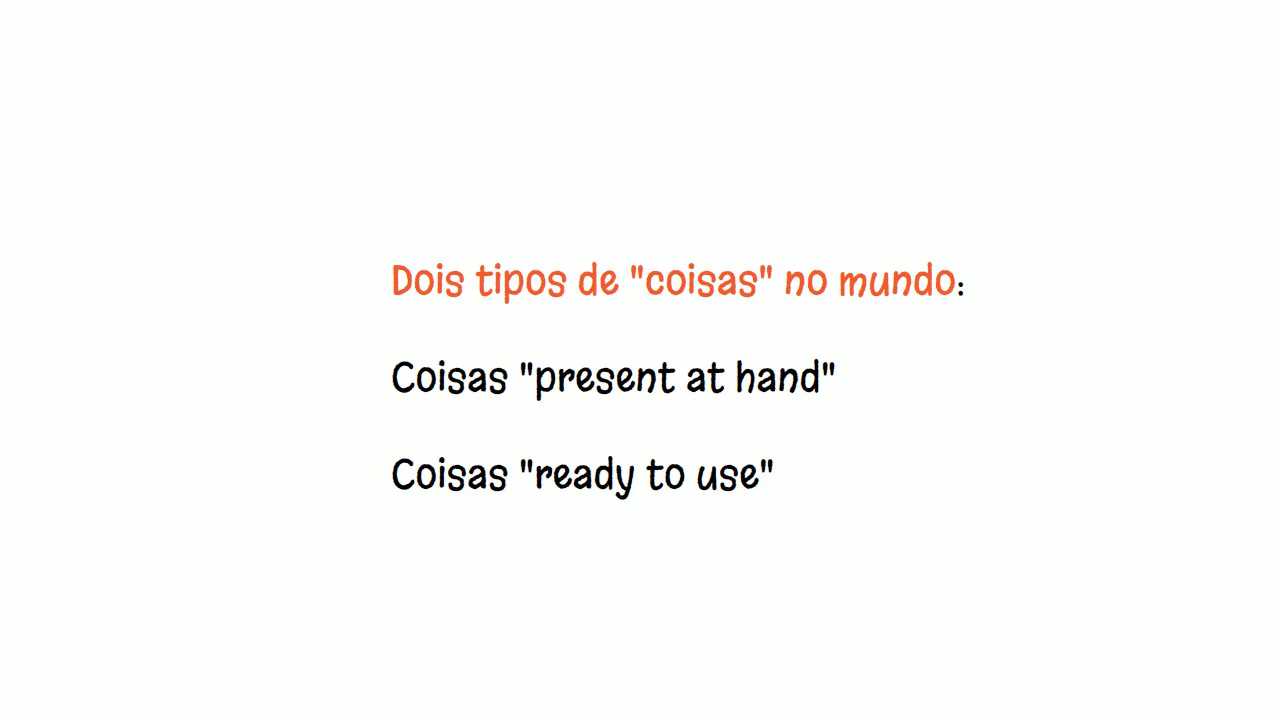 Dois tipos de "coisas" no mundo:
Coisas "present at hand"
Coisas "ready to use"